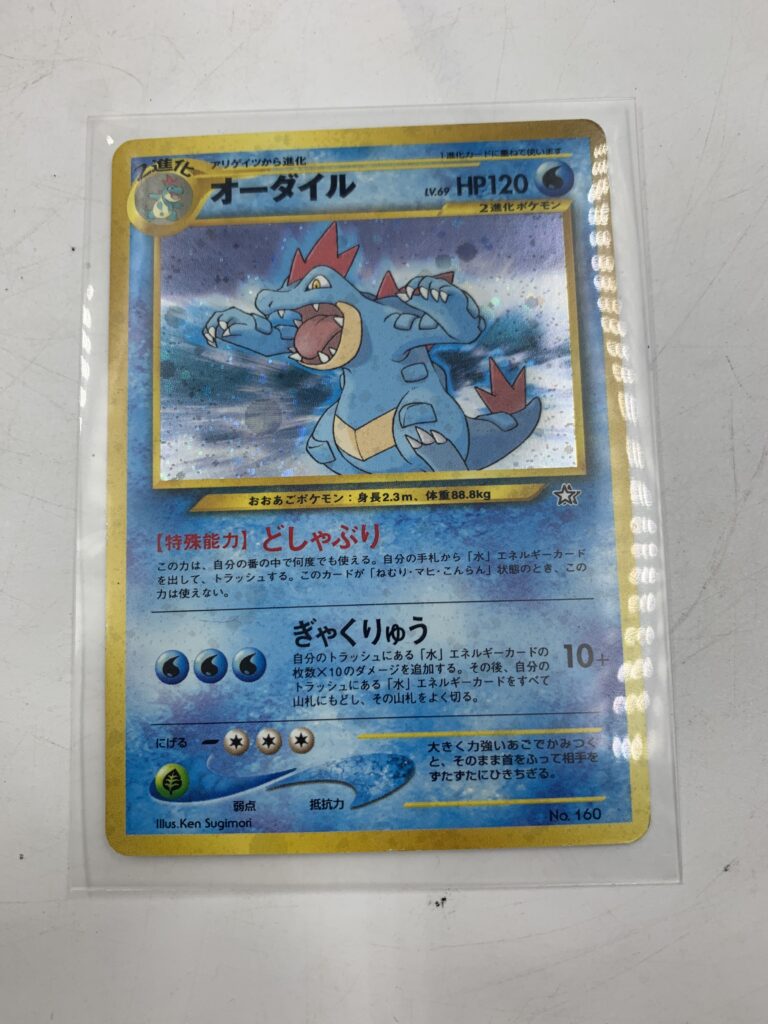 2進化
アリゲイツから進化
1進化カードに重ねて使います
オーダイル
LV.69 HP120
2進化ポケモン
おおあごポケモン：身長2.3m、体重88.8kg
【特殊能力】どしゃぶり
この力は、自分の番の中で何度でも使える。自分の手札から「水」エネルギーカード
を出して、トラッシュする。このカードが「ねむり・マヒ・こんらん」状態のとき、この
力は使えない。
ぎゃくりゅう
自分のトラッシュにある「水」エネルギーカードの
枚数×10のダメージを追加する。その後、自分の
トラッシュにある「水」エネルギーカードをすべて
山札にもどし、その山札をよく切る。
10+
にげる
大きく力強いあごでかみつく
と、そのまま首をふって相手を
ずたずたにひきちぎる。
弱点
抵抗力
Illus.Ken Sugimori
No. 160